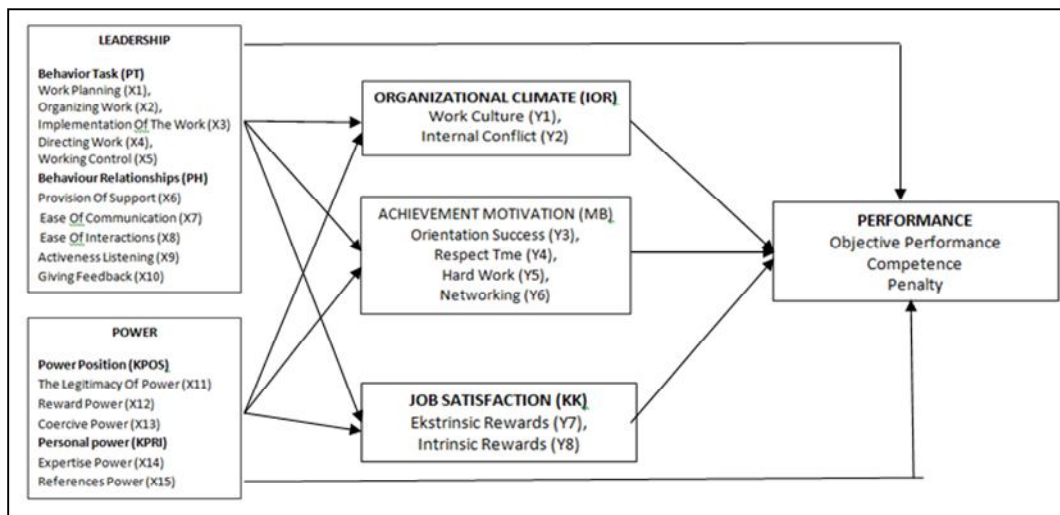 LEADERSHIP
Behavior Task (PT)
Work Planning (X1),
Organizing Work (X2),
Implementation Of The Work (X3)
Directing Work (X4),
Working Control (X5)
Behaviour Relationships (PH)
Provision Of Support (X6)
Ease Of Communication (X7)
Ease Of Interactions (X8)
Activeness Listening (X9)
Giving Feedback (X10)
POWER
Power Position (KPOS)
The Legitimacy Of Power (X11)
Reward Power (X12)
Coercive Power (X13)
Personal power (KPRI)
Expertise Power (X14)
References Power (X15)
ORGANIZATIONAL CLIMATE (IOR)
Work Culture (Y1),
Internal Conflict (Y2)
ACHIEVEMENT MOTIVATION (MB)
Orientation Success (Y3),
Respect Tme (Y4),
Hard Work (Y5),
Networking (Y6)
JOB SATISFACTION (KK)
Ekstrinsic Rewards (Y7),
Intrinsic Rewards (Y8)
PERFORMANCE
Objective Performance
Competence
Penalty